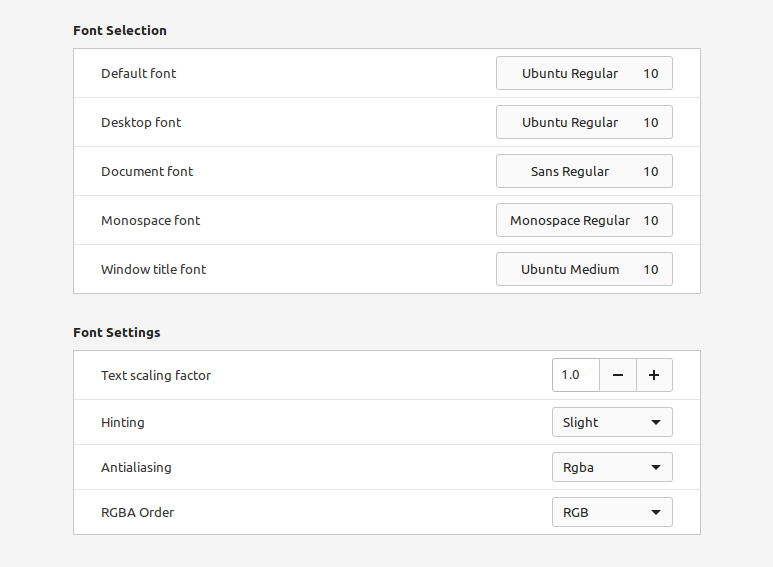 Font Selection
Default font Ubuntu Regular 10
Desktop font Ubuntu Regular 10
Document font Sans Regular 10
Monospace font Monospace Regular 10
Window title font Ubuntu Medium 10
Font Settings
Text scaling factor 1.0 − +
Hinting Slight
Antialiasing Rgba
RGBA Order RGB